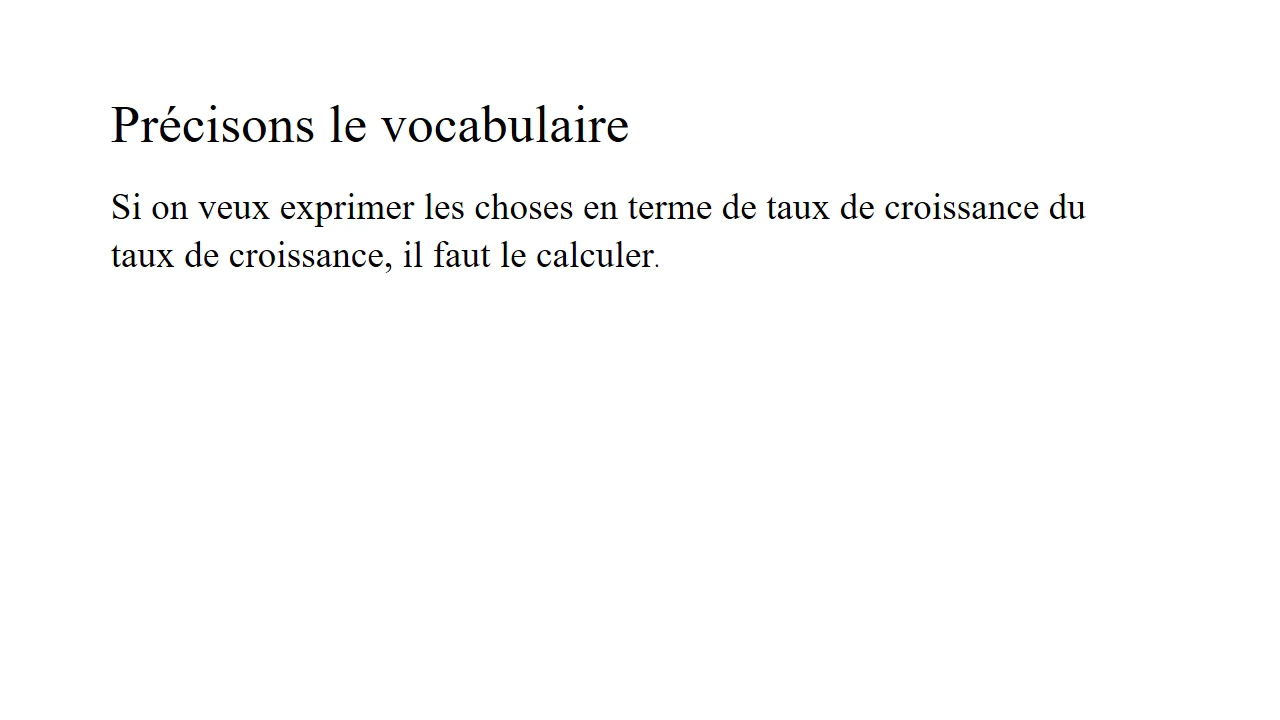 Précisons le vocabulaire
Si on veux exprimer les choses en terme de taux de croissance du
taux de croissance, il faut le calculer.